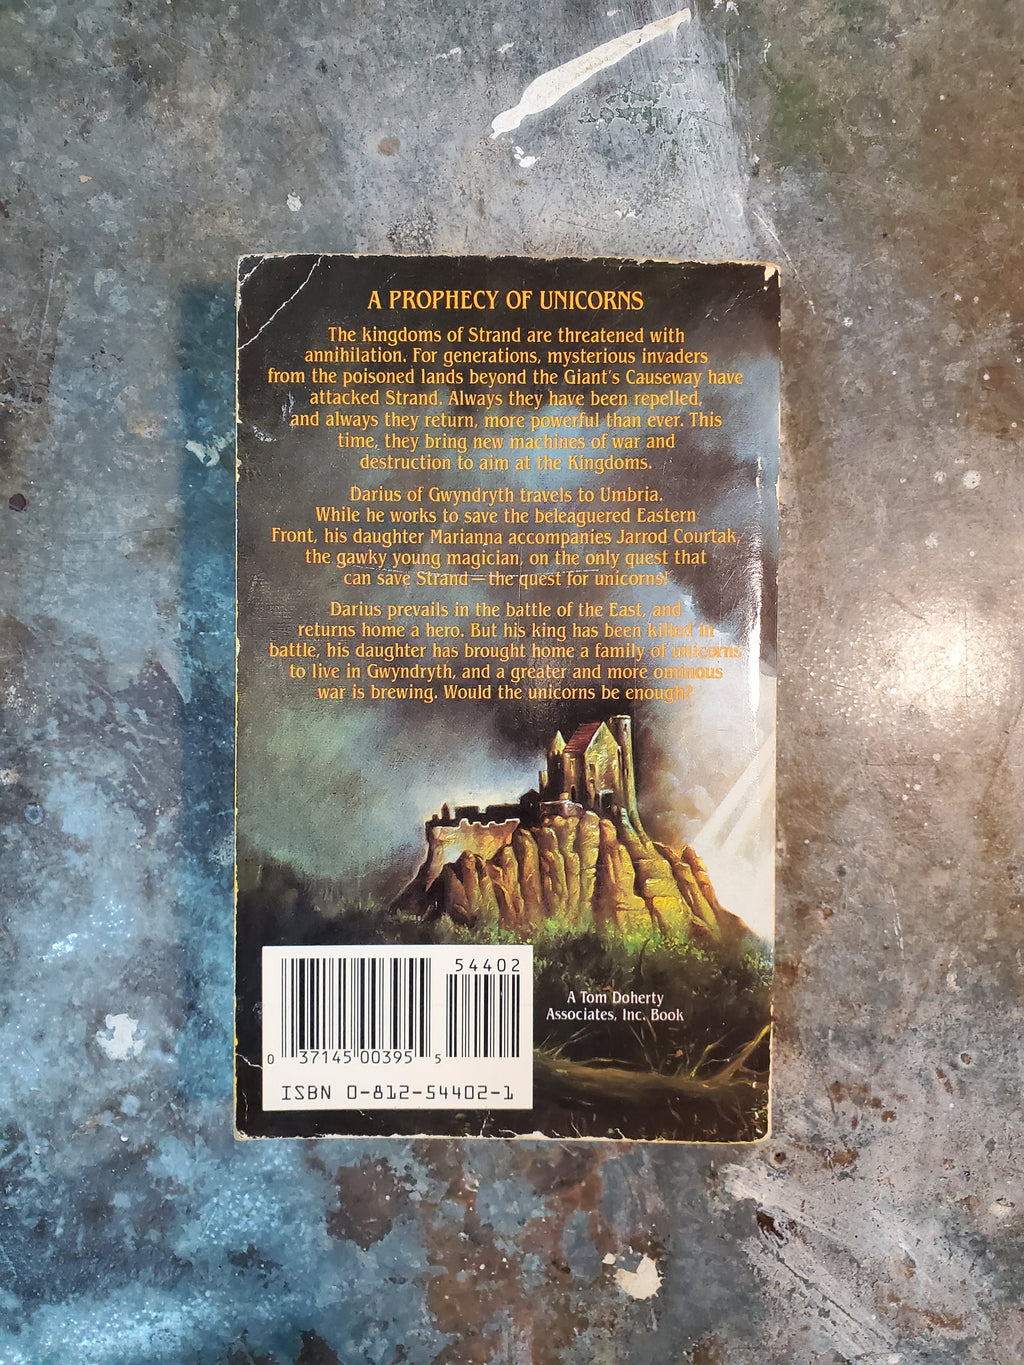 A PROPHECY OF UNICORNS
The kingdoms of Strand are threatened with
annihilation. For generations, mysterious invaders
from the poisoned lands beyond the Giant's Causeway have
attacked Strand. Always they have been repelled,
and always they return, more powerful than ever. This
time, they bring new machines of war and
destruction to aim at the Kingdoms.
Darius of Gwyndryth travels to Umbria.
While he works to save the beleaguered Eastern
Front, his daughter Marianna accompanies Jarrod Courtak,
the gawky young magician, on the only quest that
can save Strand—the quest for unicorns!
Darius prevails in the battle of the East, and
returns home a hero. But his king has been killed in
battle, his daughter has brought home a family of unicorns
to live in Gwyndryth, and a greater and more ominous
war is brewing. Would the unicorns be enough?
54402
A Tom Doherty
Associates, Inc. Book
0 37145 00395 5
ISBN 0-812-54402-1